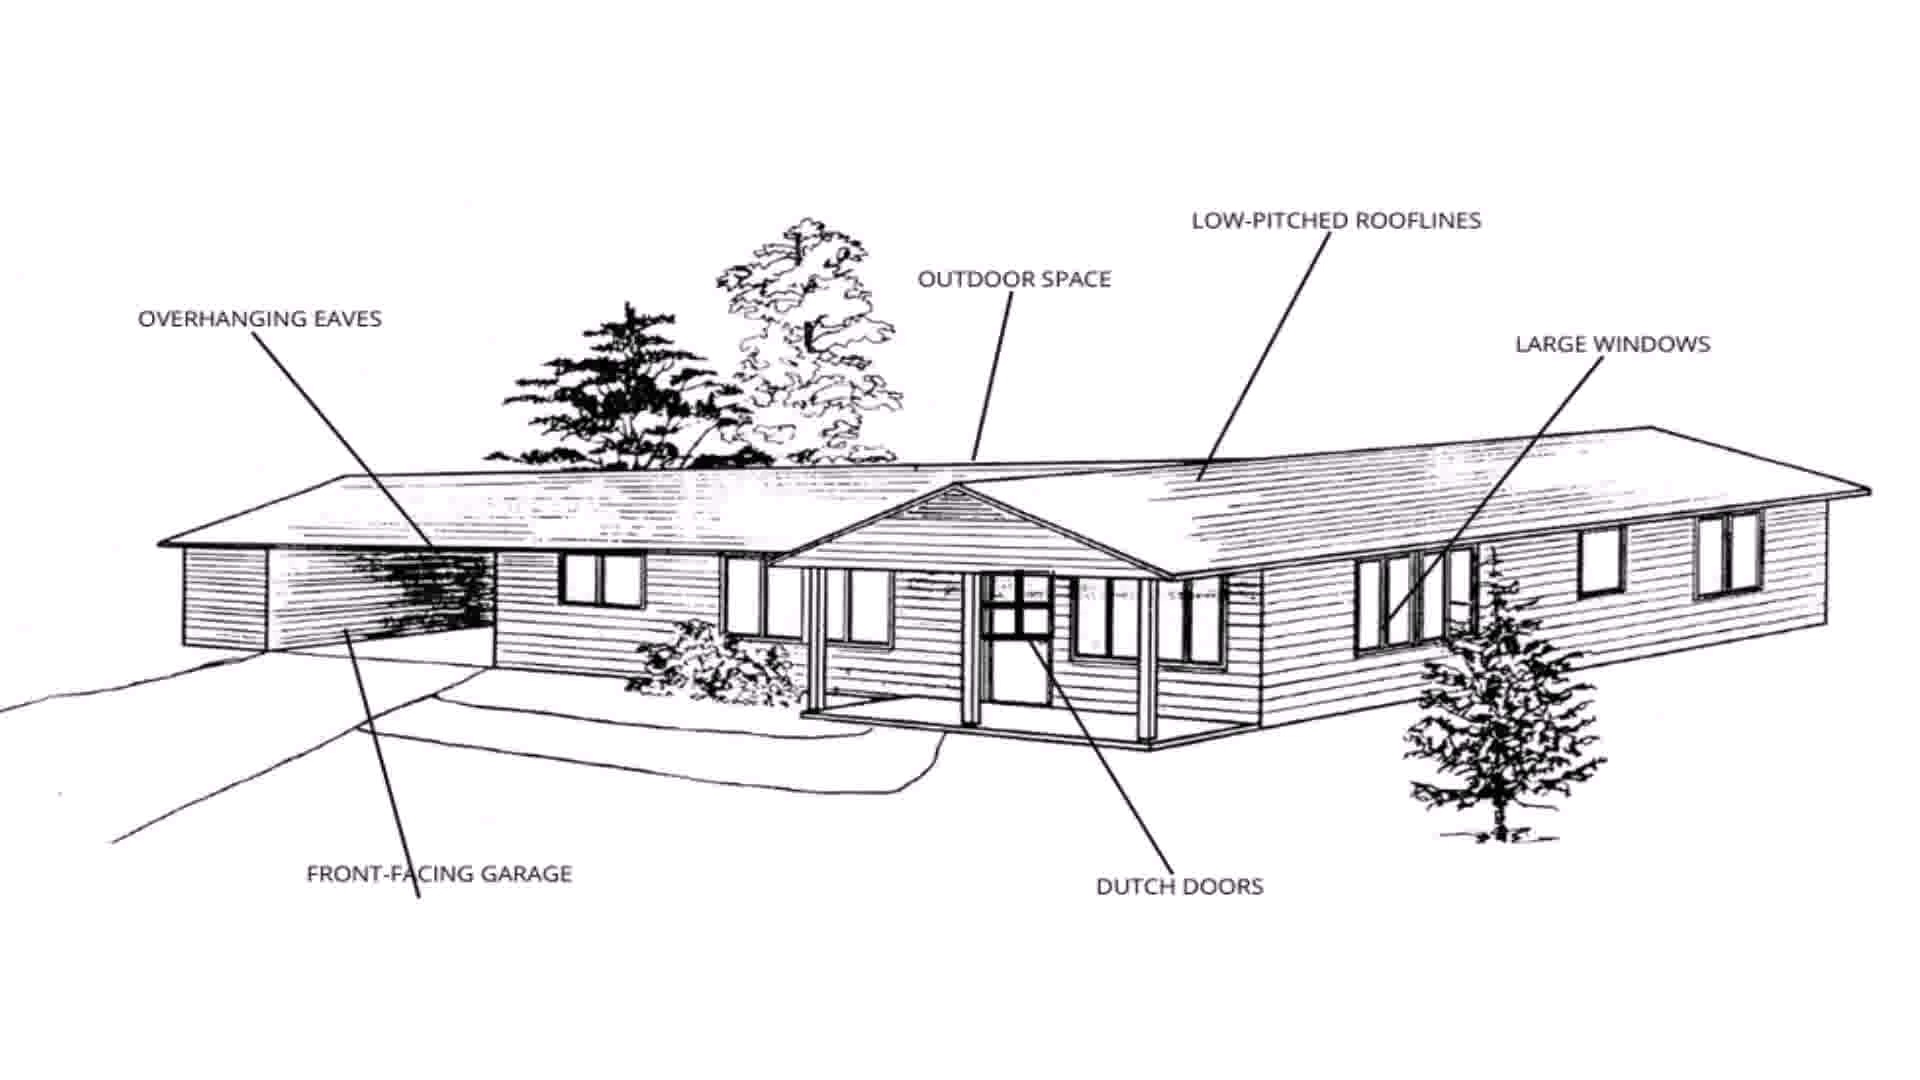 LOW-PITCHED ROOFLINES
OUTDOOR SPACE
OVERHANGING EAVES
LARGE WINDOWS
FRONT-FACING GARAGE
DUTCH DOORS